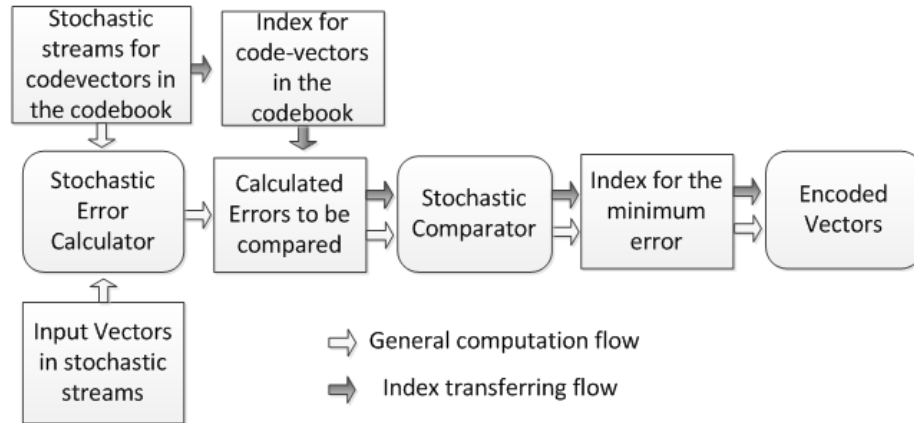 Stochastic
streams for
codevectors in
the codebook
Index for
code-vectors
in the
codebook
Stochastic
Error
Calculator
Calculated
Errors to be
compared
Stochastic
Comparator
Index for the
minimum
error
Encoded
Vectors
Input Vectors
in stochastic
streams
General computation flow
Index transferring flow